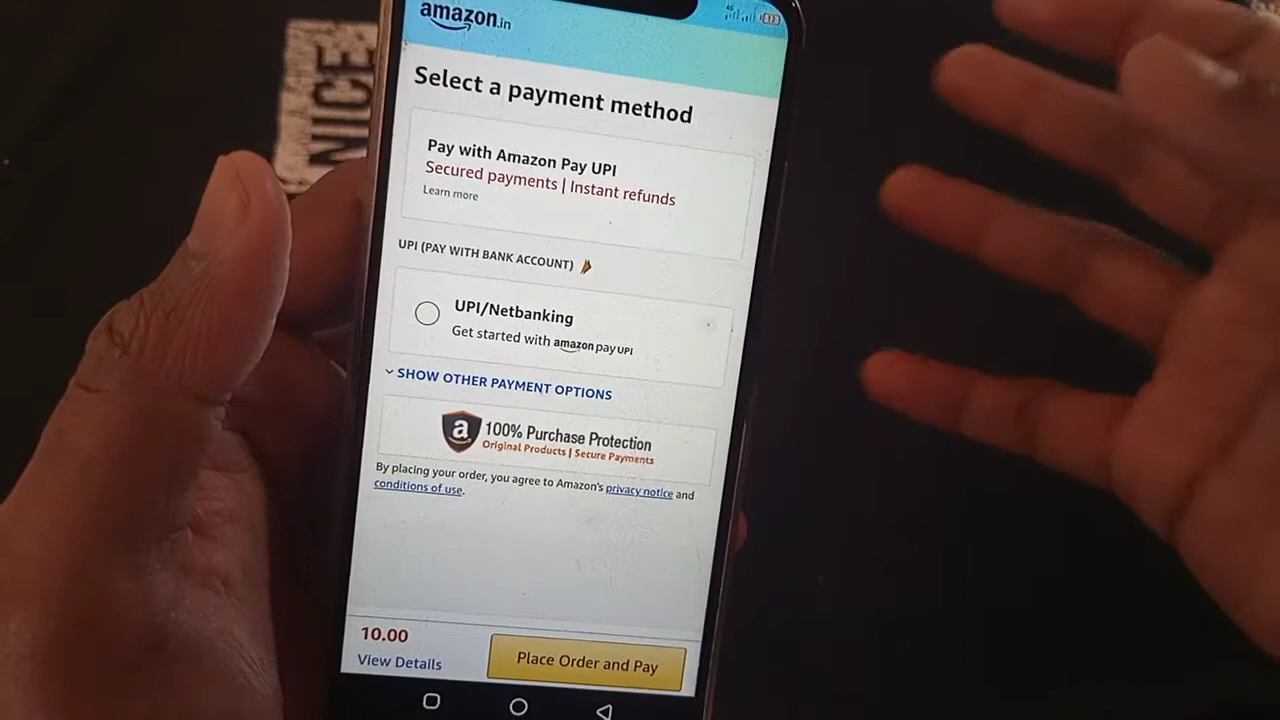 NICE
amazon.in
4G
Select a payment method
Pay with Amazon Pay UPI
Secured payments | Instant refunds
Learn more
UPI (PAY WITH BANK ACCOUNT)
UPI/Netbanking
Get started with amazon pay UPI
SHOW OTHER PAYMENT OPTIONS
a 100% Purchase Protection
Original Products | Secure Payments
By placing your order, you agree to Amazon's privacy notice and
conditions of use.
10.00
View Details
Place Order and Pay